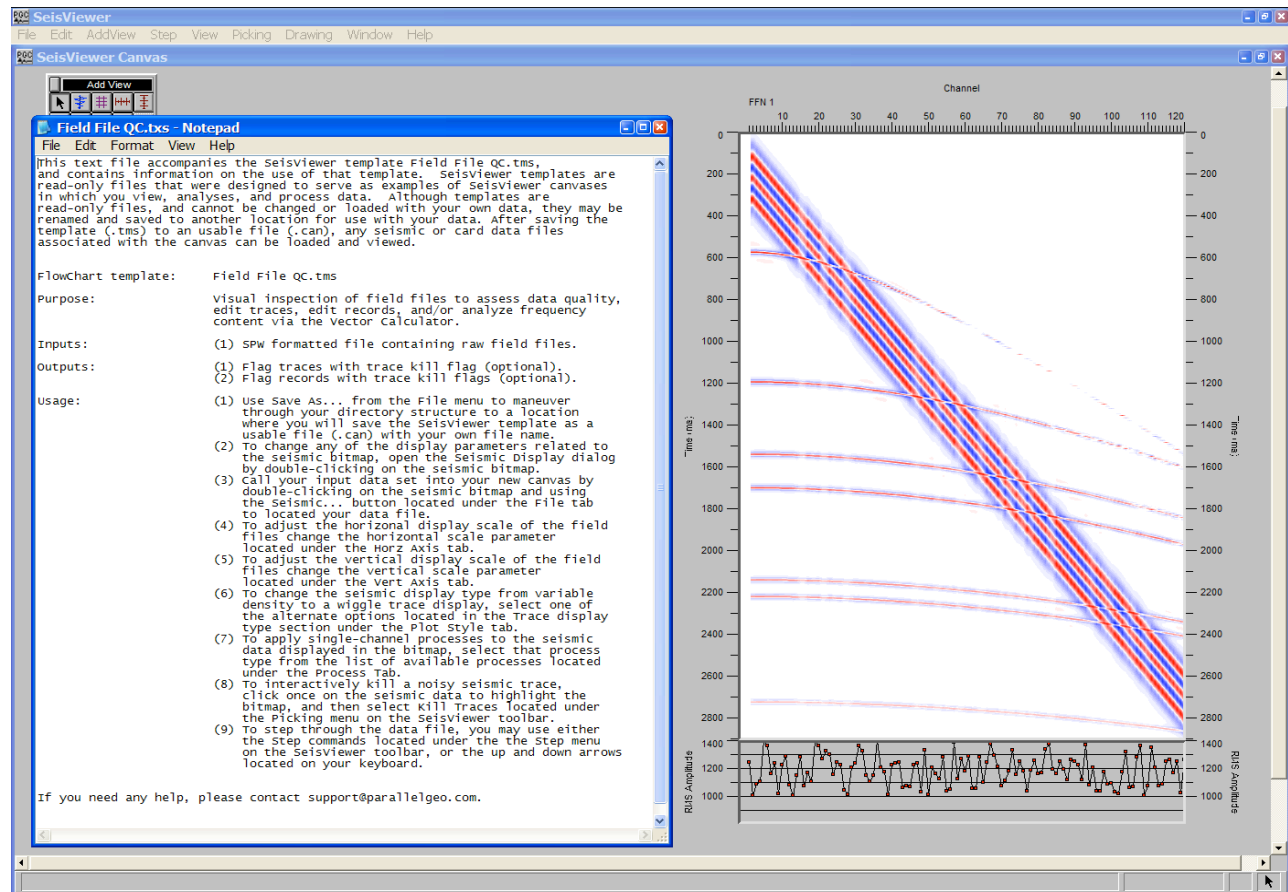 SeisViewer
File Edit AddView Step View Picking Drawing Window Help
SeisViewer Canvas
Add View
Field File QC.txs - Notepad
File Edit Format View Help
This text file accompanies the SeisViewer template Field File QC.tms,
and contains information on the use of that template.  SeisViewer templates are
read-only files that were designed to serve as examples of SeisViewer canvases
in which you view, analyses, and process data.  Although templates are
read-only files, and cannot be changed or loaded with your own data, they may be
renamed and saved to another location for use with your data. After saving the
template (.tms) to an usable file (.can), any seismic or card data files
associated with the canvas can be loaded and viewed.
FlowChart template: Field File QC.tms
Purpose: Visual inspection of field files to assess data quality,
edit traces, edit records, and/or analyze frequency
content via the Vector Calculator.
Inputs: (1) SPW formatted file containing raw field files.
Outputs: (1) Flag traces with trace kill flag (optional).
(2) Flag records with trace kill flags (optional).
Usage: (1) Use Save As... from the File menu to maneuver
through your directory structure to a location
where you will save the SeisViewer template as a
usable file (.can) with your own file name.
(2) To change any of the display parameters related to
the seismic bitmap, open the Seismic Display dialog
by double-clicking on the seismic bitmap.
(3) Call your input data set into your new canvas by
double-clicking on the seismic bitmap and using
the Seismic... button located under the File tab
to located your data file.
(4) To adjust the horizonal display scale of the field
files change the horizontal scale parameter
located under the Horz Axis tab.
(5) To adjust the vertical display scale of the field
files change the vertical scale parameter
located under the Vert Axis tab.
(6) To change the seismic display type from variable
density to a wiggle trace display, select one of
the alternate options located in the Trace display
type section under the Plot Style tab.
(7) To apply single-channel processes to the seismic
data displayed in the bitmap, select that process
type from the list of available processes located
under the Process Tab.
(8) To interactively kill a noisy seismic trace,
click once on the seismic data to highlight the
bitmap, and then select Kill Traces located under
the Picking menu on the SeisViewer toolbar.
(9) To step through the data file, you may use either
the Step commands located under the the Step menu
on the SeisViewer toolbar, or the up and down arrows
located on your keyboard.
If you need any help, please contact support@parallelgeo.com.
Channel
FFN 1
10 20 30 40 50 60 70 80 90 100 110 120
0 0
200 200
400 400
600 600
800 800
1000 1000
1200 1200
1400 1400
1600 1600
1800 1800
2000 2000
2200 2200
2400 2400
2600 2600
2800 2800
1400 1400
1200 1200
1000 1000
RMS Amplitude
RMS Amplitude